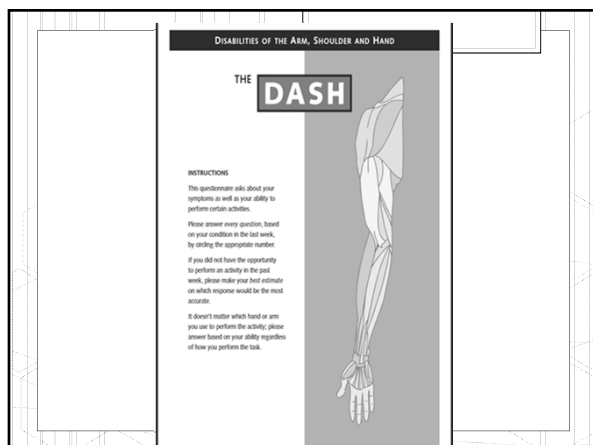 DISABILITIES OF THE ARM, SHOULDER AND HAND
THE
DASH
INSTRUCTIONS
This questionnaire asks about your
symptoms as well as your ability to
perform certain activities.
Please answer every question, based
on your condition in the last week,
by circling the appropriate number.
If you did not have the opportunity
to perform an activity in the past
week, please make your best estimate
on which response would be the most
accurate.
It doesn't matter which hand or arm
you use to perform the activity; please
answer based on your ability regardless
of how you perform the task.